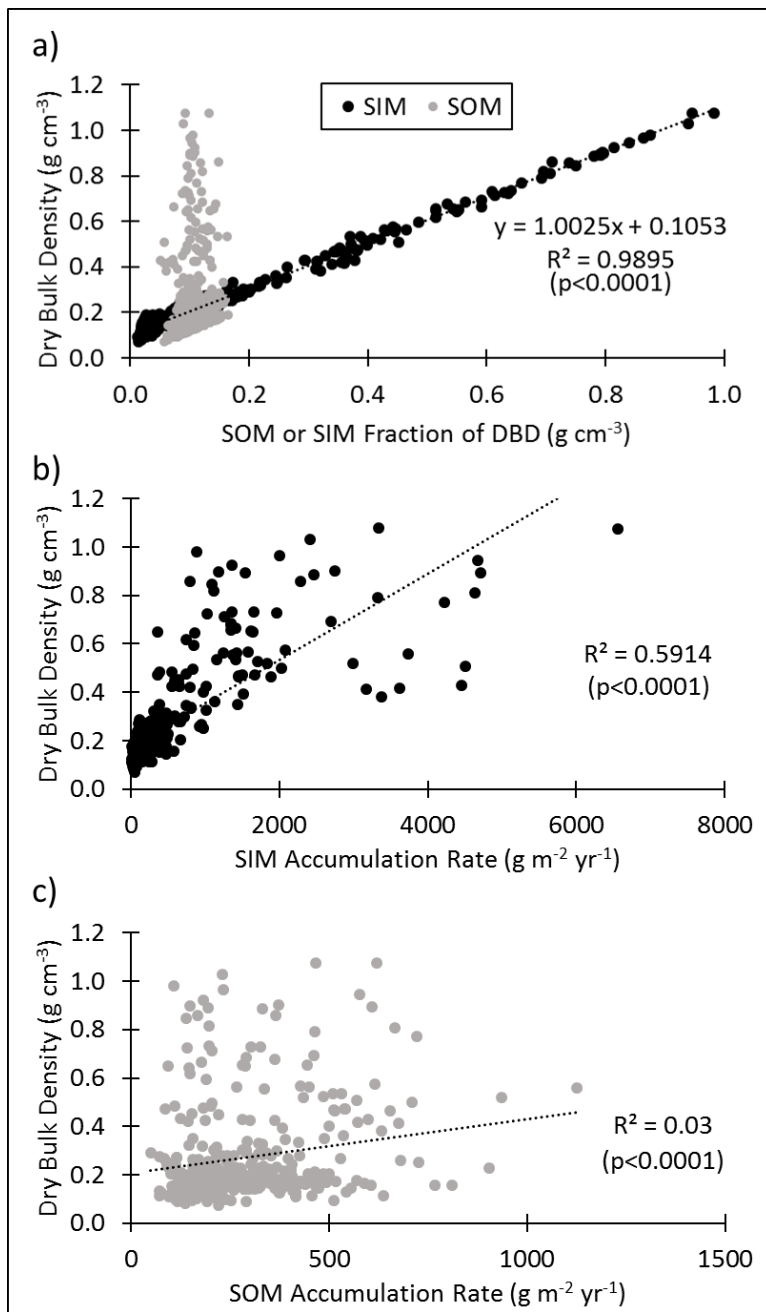 a)
1.2
SIM SOM
1.0
0.8
0.6
y = 1.0025x + 0.1053
0.4
R² = 0.9895
(p<0.0001)
0.2
0.0
Dry Bulk Density (g cm⁻³)
0.0 0.2 0.4 0.6 0.8 1.0
SOM or SIM Fraction of DBD (g cm⁻³)
b)
1.2
1.0
0.8
0.6
R² = 0.5914
(p<0.0001)
0.4
0.2
0.0
Dry Bulk Density (g cm⁻³)
0 2000 4000 6000 8000
SIM Accumulation Rate (g m⁻² yr⁻¹)
c)
1.2
1.0
0.8
0.6
0.4
R² = 0.03
(p<0.0001)
0.2
0.0
Dry Bulk Density (g cm⁻³)
0 500 1000 1500
SOM Accumulation Rate (g m⁻² yr⁻¹)